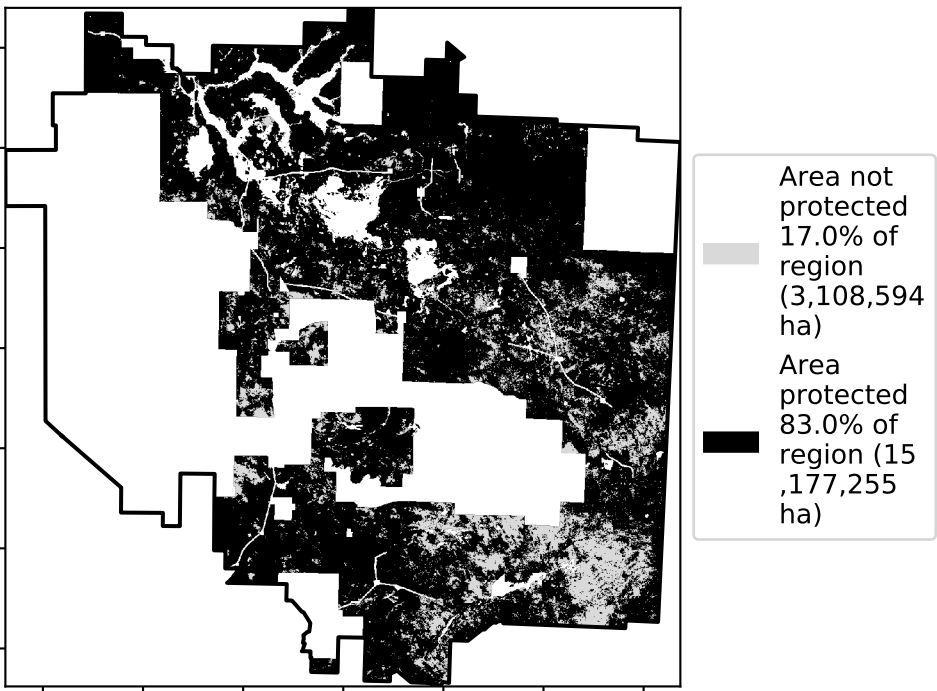 Area not
protected
17.0% of
region
(3,108,594
ha)
Area
protected
83.0% of
region (15
,177,255
ha)